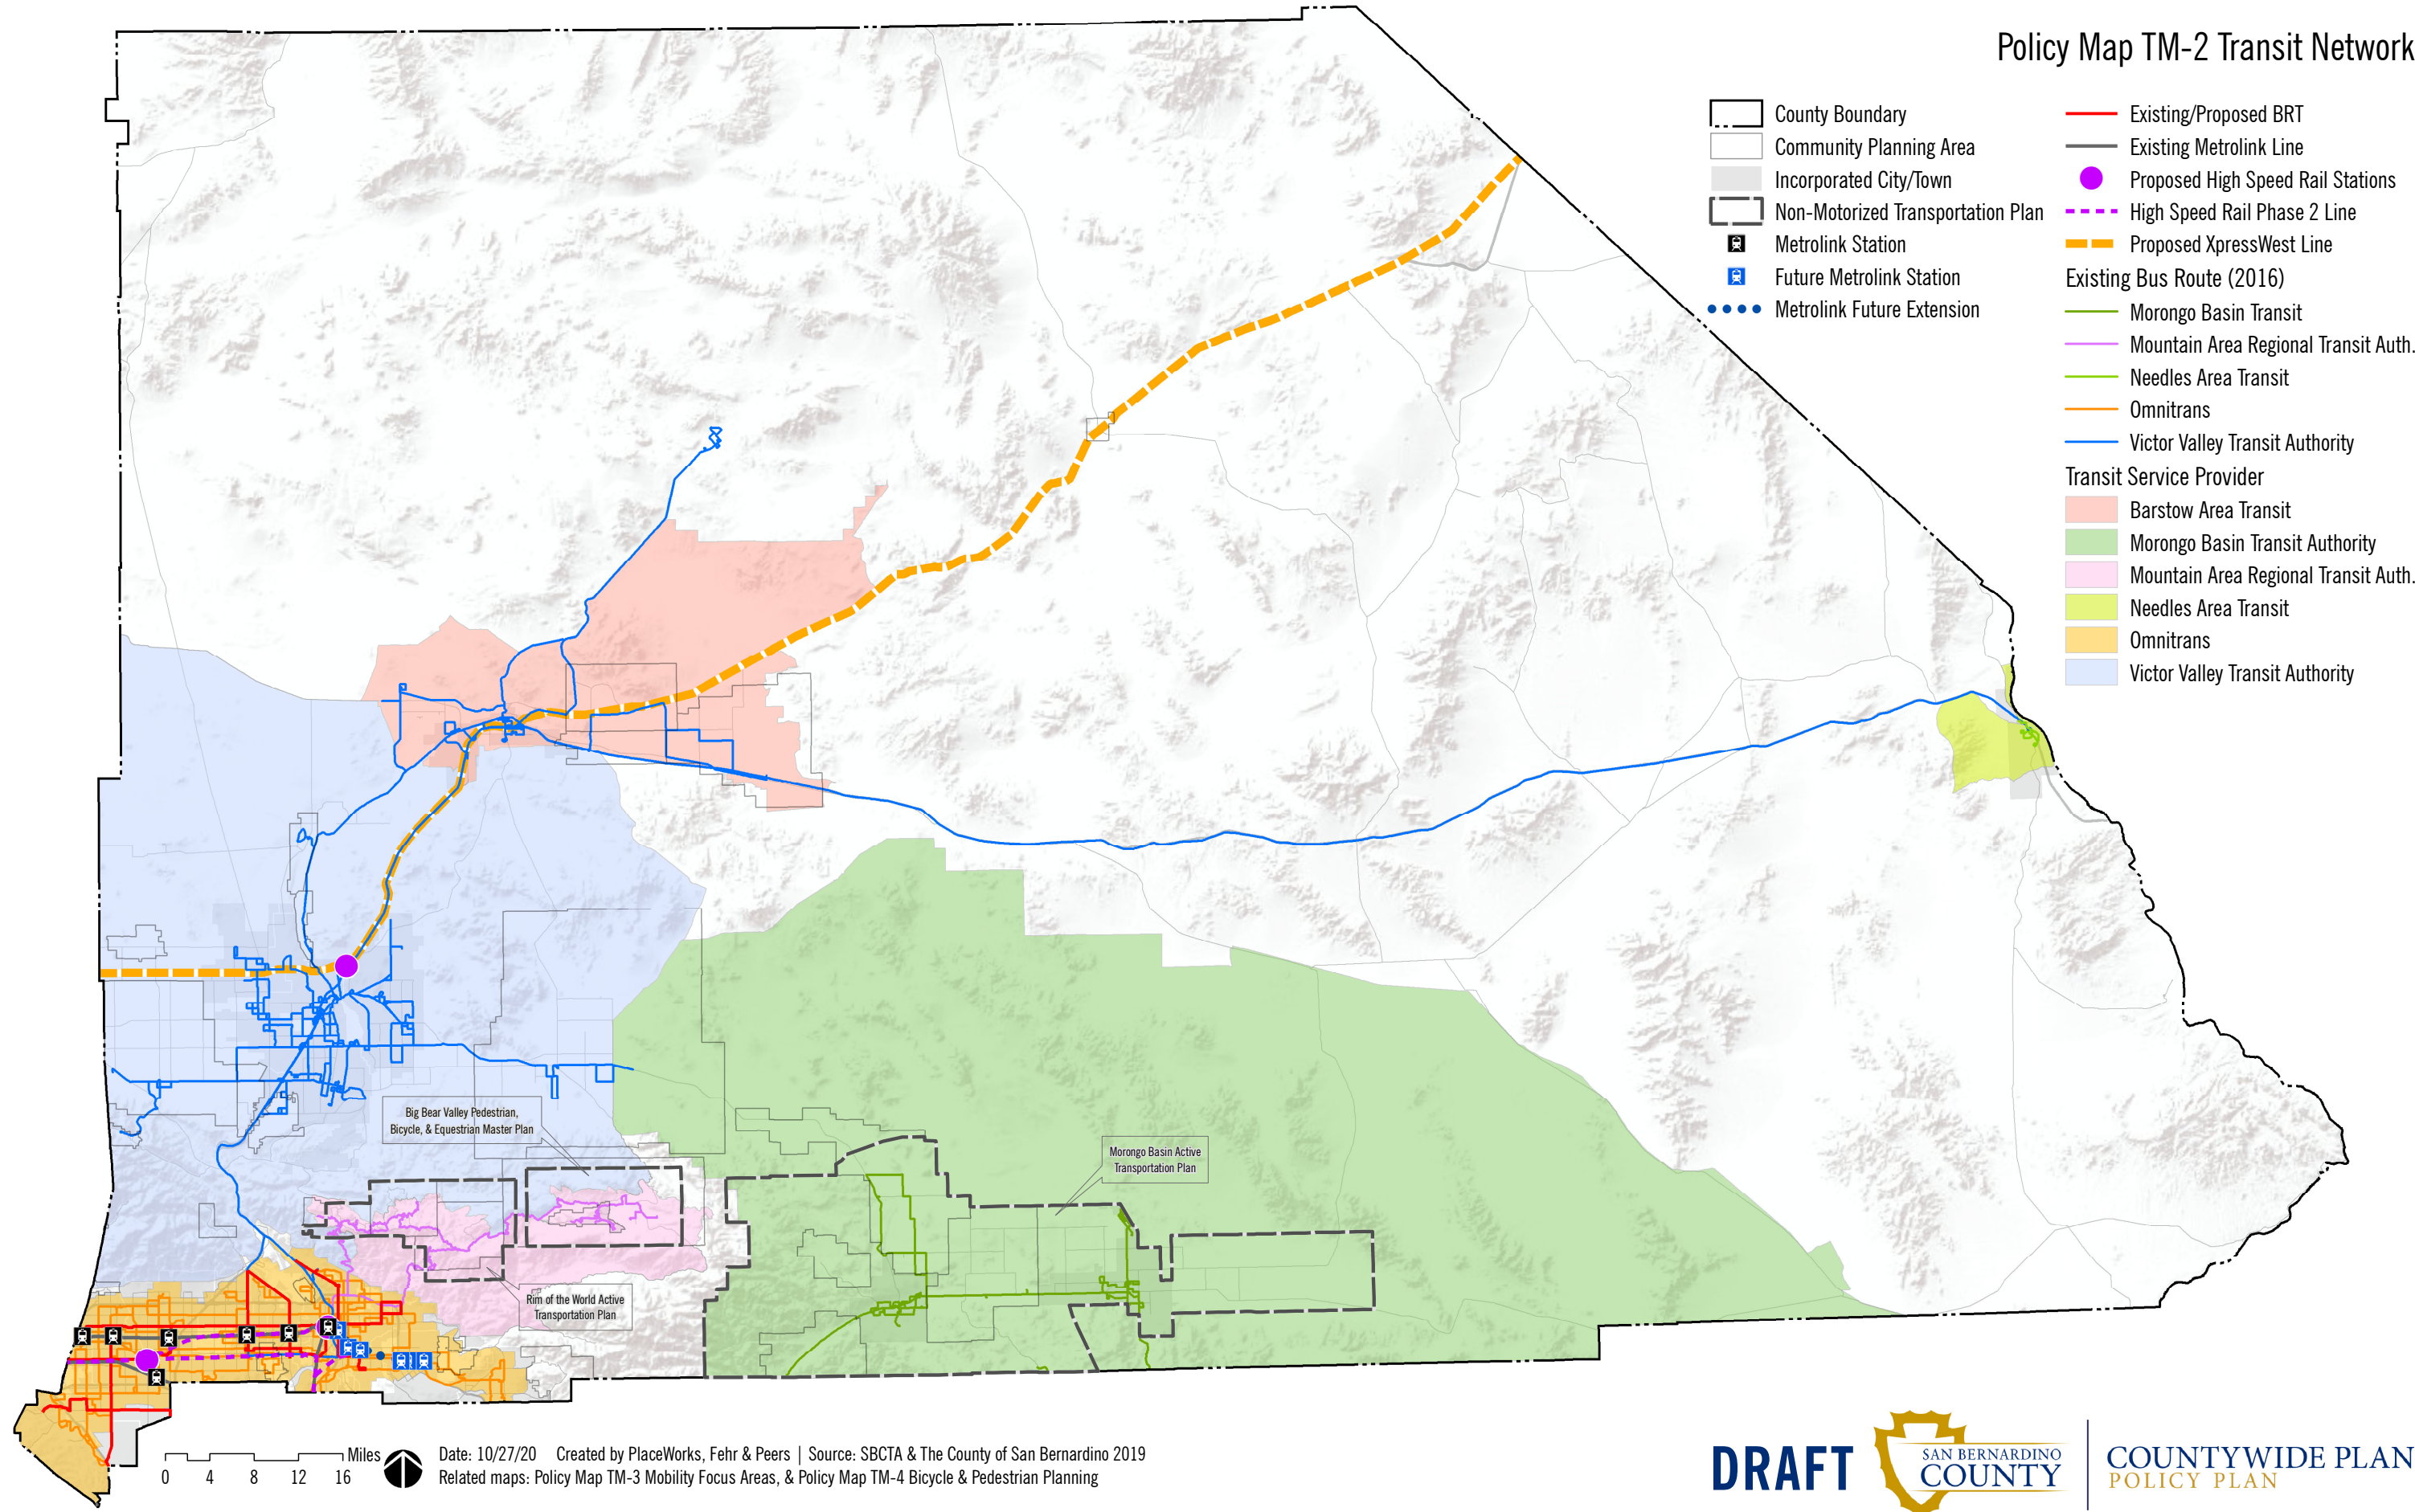 Policy Map TM-2 Transit Network
County Boundary
Community Planning Area
Incorporated City/Town
Non-Motorized Transportation Plan
Metrolink Station
Future Metrolink Station
Metrolink Future Extension
Existing/Proposed BRT
Existing Metrolink Line
Proposed High Speed Rail Stations
High Speed Rail Phase 2 Line
Proposed XpressWest Line
Existing Bus Route (2016)
Morongo Basin Transit
Mountain Area Regional Transit Auth.
Needles Area Transit
Omnitrans
Victor Valley Transit Authority
Transit Service Provider
Barstow Area Transit
Morongo Basin Transit Authority
Mountain Area Regional Transit Auth.
Needles Area Transit
Omnitrans
Victor Valley Transit Authority
Big Bear Valley Pedestrian,
Bicycle, & Equestrian Master Plan
Morongo Basin Active
Transportation Plan
Rim of the World Active
Transportation Plan
Miles
0 4 8 12 16
Date: 10/27/20 Created by PlaceWorks, Fehr & Peers | Source: SBCTA & The County of San Bernardino 2019
Related maps: Policy Map TM-3 Mobility Focus Areas, & Policy Map TM-4 Bicycle & Pedestrian Planning
DRAFT
SAN BERNARDINO
COUNTY
COUNTYWIDE PLAN
POLICY PLAN